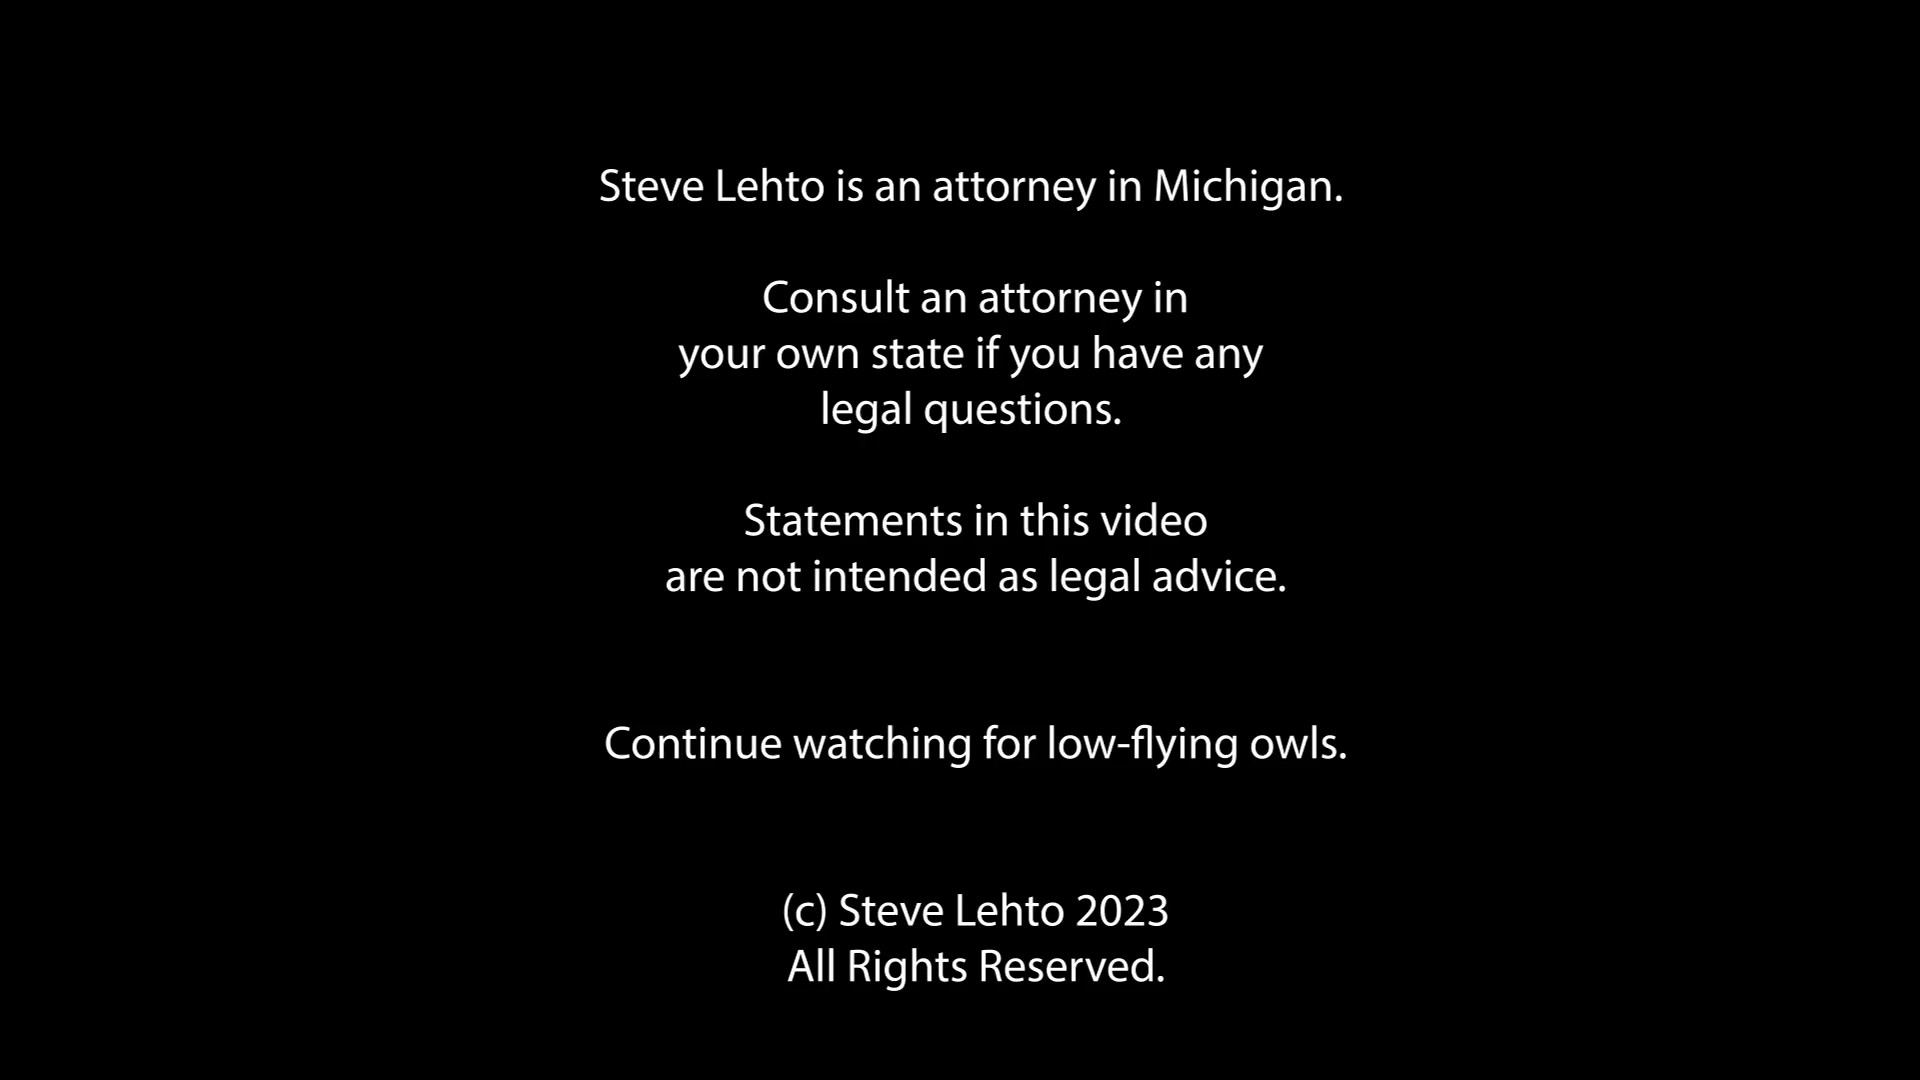 Steve Lehto is an attorney in Michigan.
Consult an attorney in
your own state if you have any
legal questions.
Statements in this video
are not intended as legal advice.
Continue watching for low-flying owls.
(c) Steve Lehto 2023
All Rights Reserved.